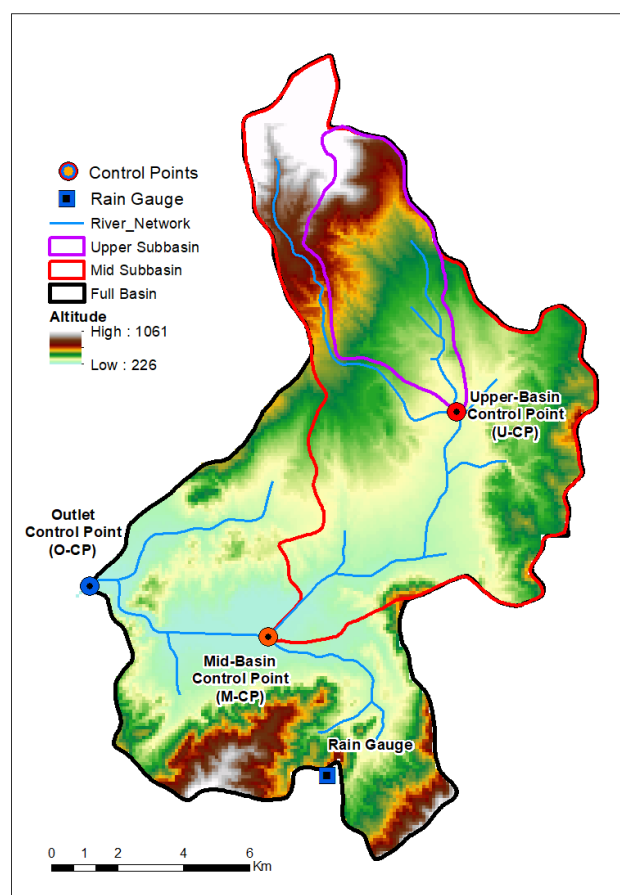 Control Points
Rain Gauge
River_Network
Upper Subbasin
Mid Subbasin
Full Basin
Altitude
High : 1061
Low : 226
Upper-Basin
Control Point
(U-CP)
Outlet
Control Point
(O-CP)
Mid-Basin
Control Point
(M-CP)
Rain Gauge
0 1 2 4 6
Km